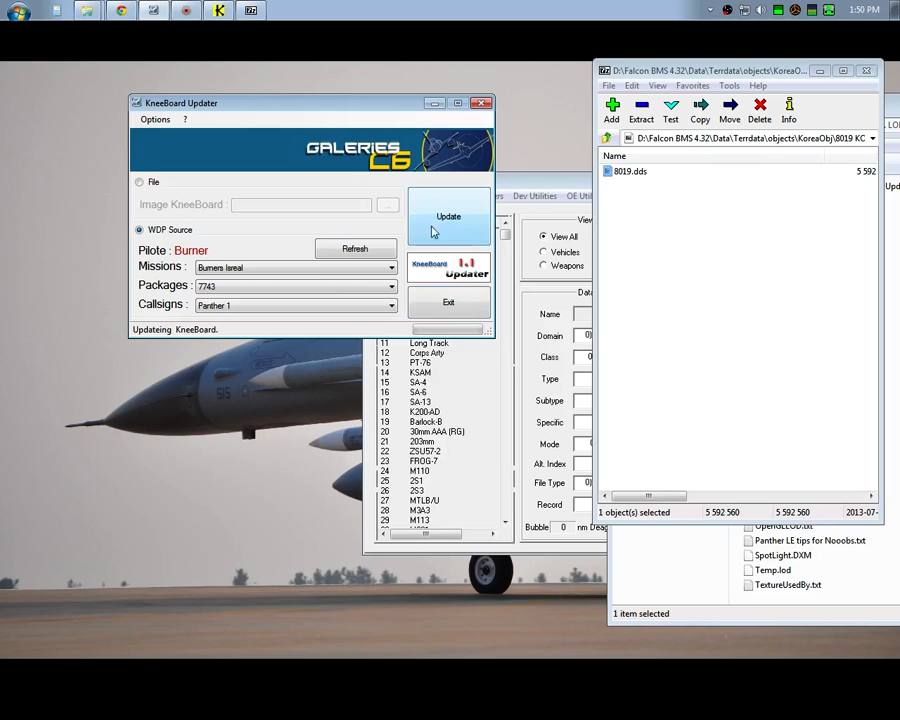 1:50 PM
KneeBoard Updater
Options ?
GALERIES
C6
File
Image KneeBoard : ...
Update
WDP Source
Pilote : Burner
Refresh
KneeBoard 1.1
Updater
Missions : Burners Isreal
Packages : 7743
Callsigns : Panther 1
Exit
Updateing KneeBoard.
D:\Falcon BMS 4.32\Data\Terrdata\objects\KoreaO...
File Edit View Favorites Tools Help
Add Extract Test Copy Move Delete Info
D:\Falcon BMS 4.32\Data\Terrdata\objects\KoreaObj\8019 KC
Name
8019.dds 5 592
1 object(s) selected 5 592 560 5 592 560 2013-07-
Dev Utilities OE Util
View All
Vehicles
Weapons
Name
Domain
Class
Type
Subtype
Specific
Mode
Alt. Index
File Type
Record
Bubble 0 nm Deag
11 Long Track
12 Corps Arty
13 PT-76
14 KSAM
15 SA-4
16 SA-6
17 SA-13
18 K200-AD
19 Barlock-B
20 30mm AAA (RG)
21 203mm
22 ZSU57-2
23 FROG-7
24 M110
25 2S1
26 2S3
27 MTLB/U
28 M3A3
29 M113
OpenGLLOD.txt
Panther LE tips for Nooobs.txt
SpotLight.DXM
Temp.lod
TextureUsedBy.txt
1 item selected
515